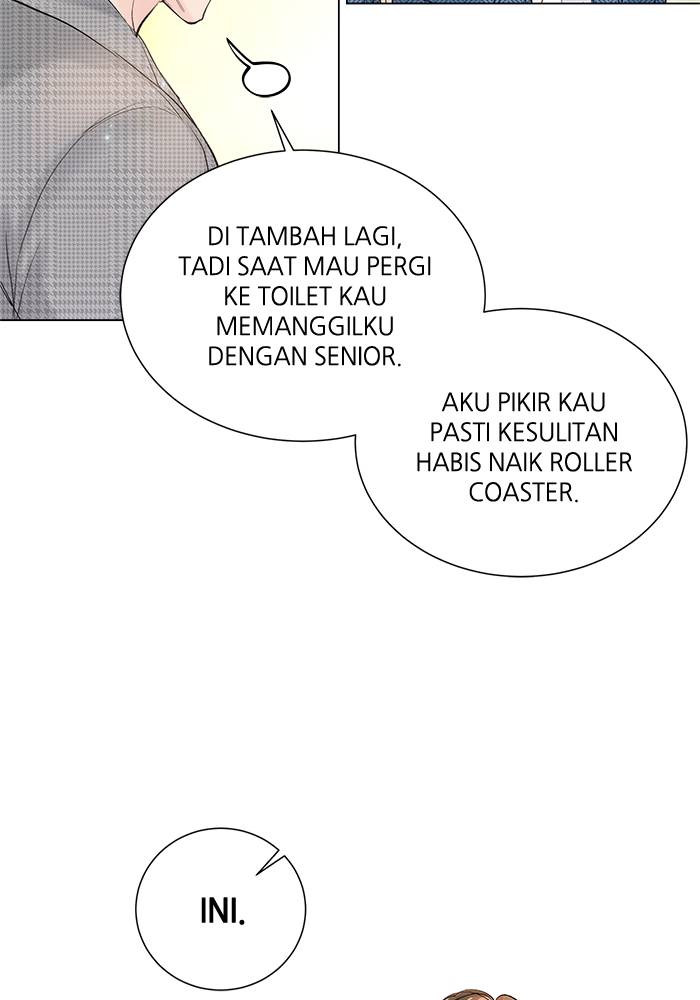 DI TAMBAH LAGI,
TADI SAAT MAU PERGI
KE TOILET KAU
MEMANGGILKU
DENGAN SENIOR.
AKU PIKIR KAU
PASTI KESULITAN
HABIS NAIK ROLLER
COASTER.
INI.